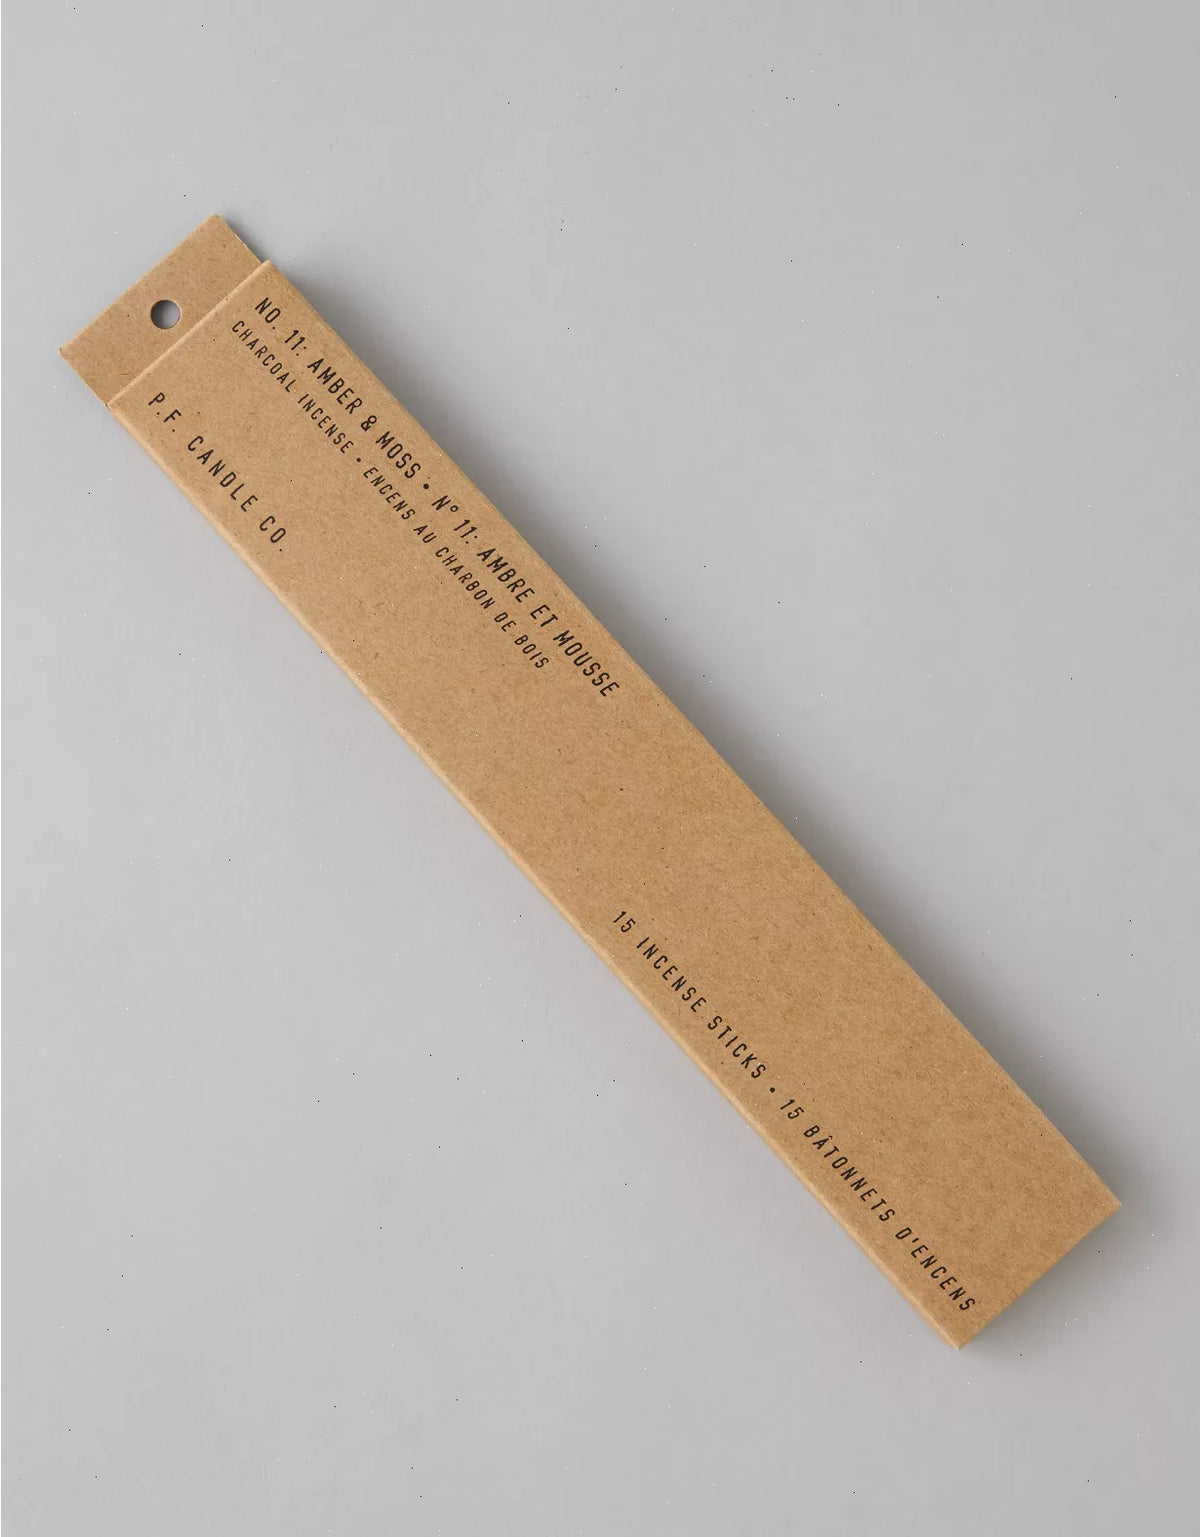 NO. 11: AMBER & MOSS • Nº 11: AMBRE ET MOUSSE
CHARCOAL INCENSE • ENCENS AU CHARBON DE BOIS
P.F. CANDLE CO.
15 INCENSE STICKS • 15 BÂTONNETS D'ENCENS